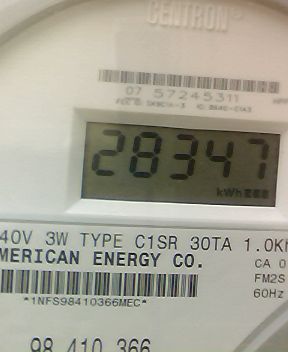 CENTRON®
07 57245311
28347
kWh
40V 3W TYPE C1SR 30TA 1.0Kh
MERICAN ENERGY CO.
CA 0
FM2S
60Hz
*1NFS98410366MEC*
98 410 366